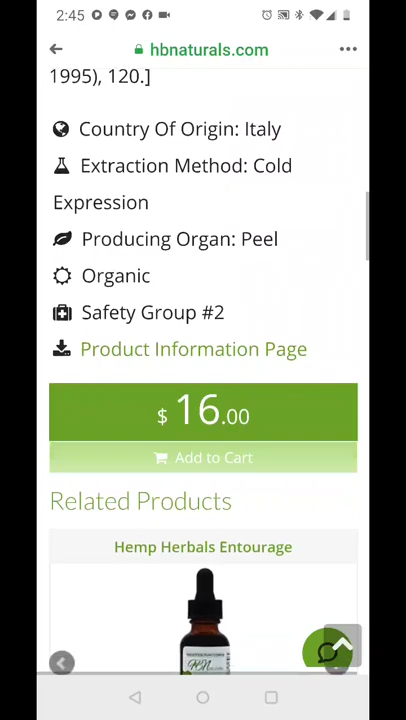 2:45
hbnaturals.com
1995), 120.]
Country Of Origin: Italy
Extraction Method: Cold
Expression
Producing Organ: Peel
Organic
Safety Group #2
Product Information Page
$ 16.00
Add to Cart
Related Products
Hemp Herbals Entourage